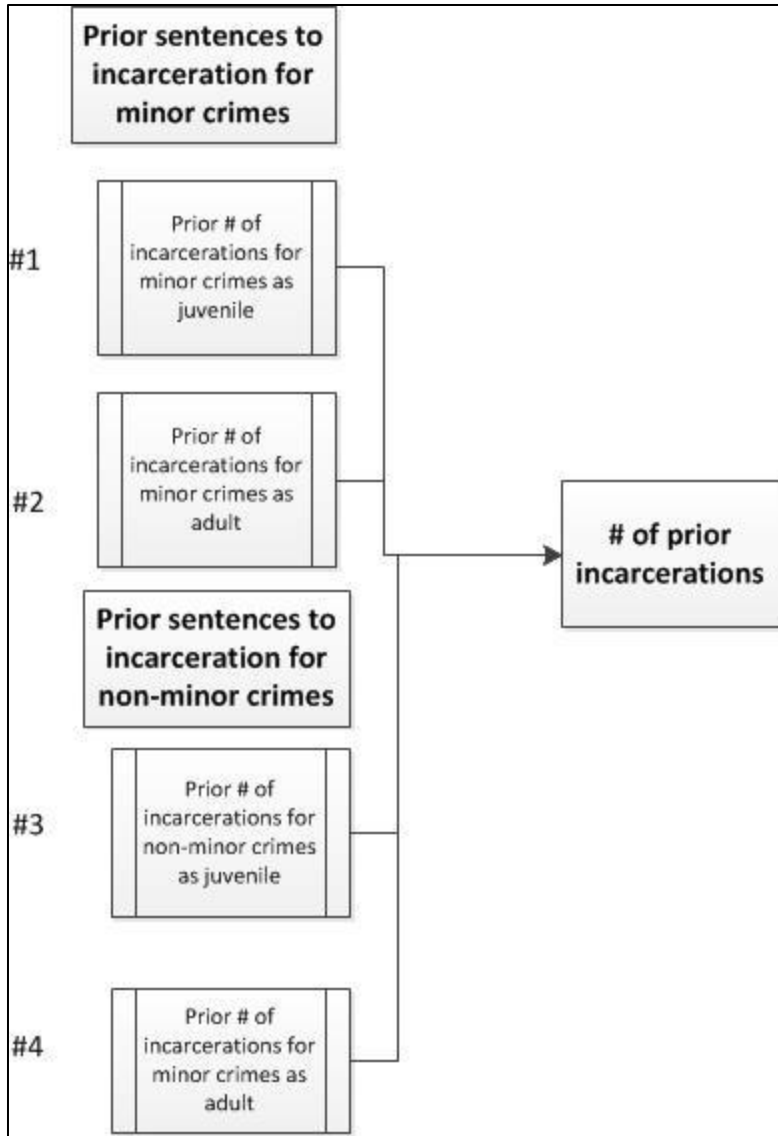 Prior sentences to
incarceration for
minor crimes
#1
Prior # of
incarcerations for
minor crimes as
juvenile
#2
Prior # of
incarcerations for
minor crimes as
adult
# of prior
incarcerations
Prior sentences to
incarceration for
non-minor crimes
#3
Prior # of
incarcerations for
non-minor crimes
as juvenile
#4
Prior # of
incarcerations for
minor crimes as
adult